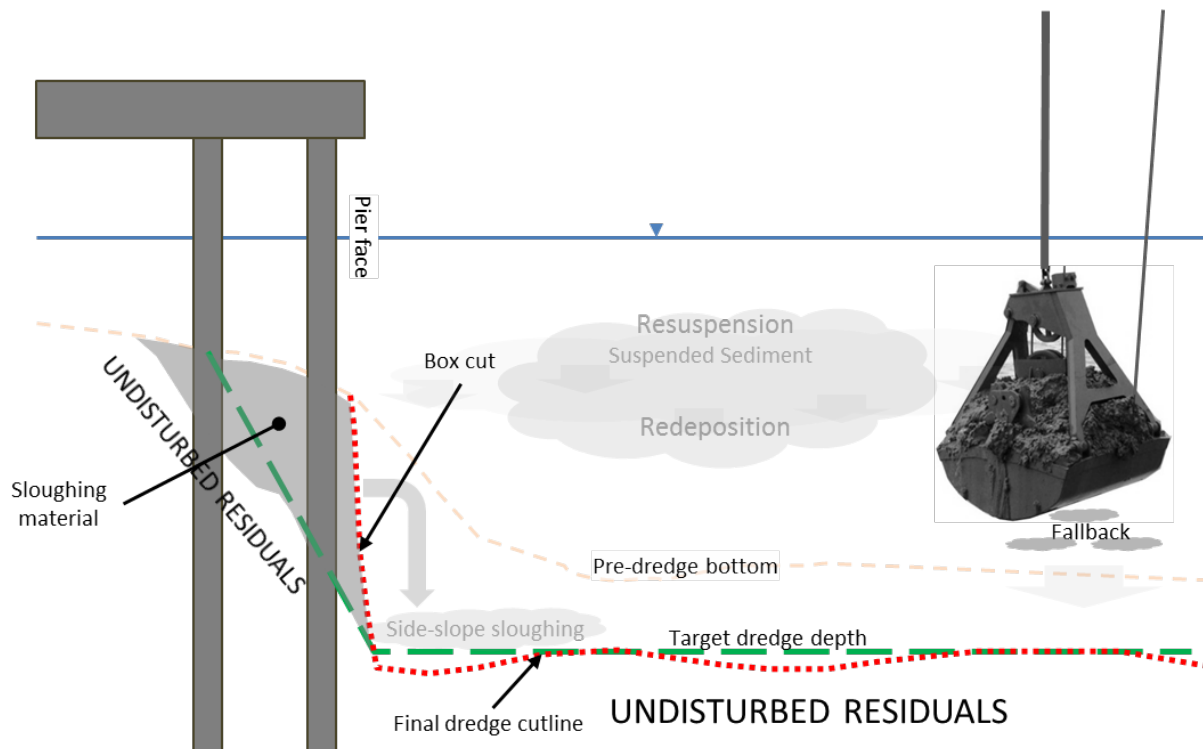 Pier face
Resuspension
Suspended Sediment
Box cut
Redeposition
UNDISTURBED RESIDUALS
Sloughing
material
Fallback
Pre-dredge bottom
Side-slope sloughing
Target dredge depth
Final dredge cutline
UNDISTURBED RESIDUALS